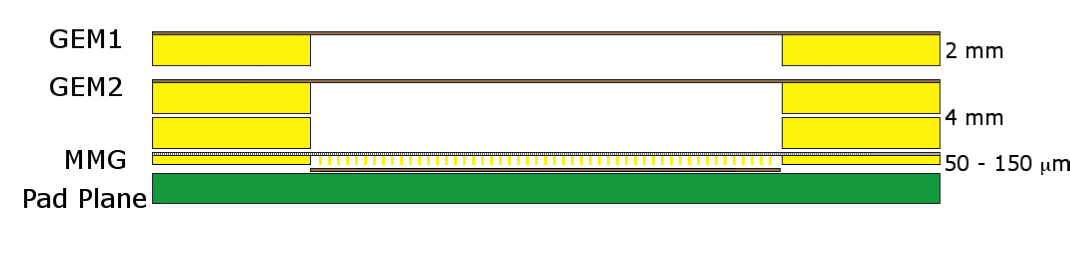 GEM1
2 mm
GEM2
4 mm
MMG
50 - 150 μm
Pad Plane